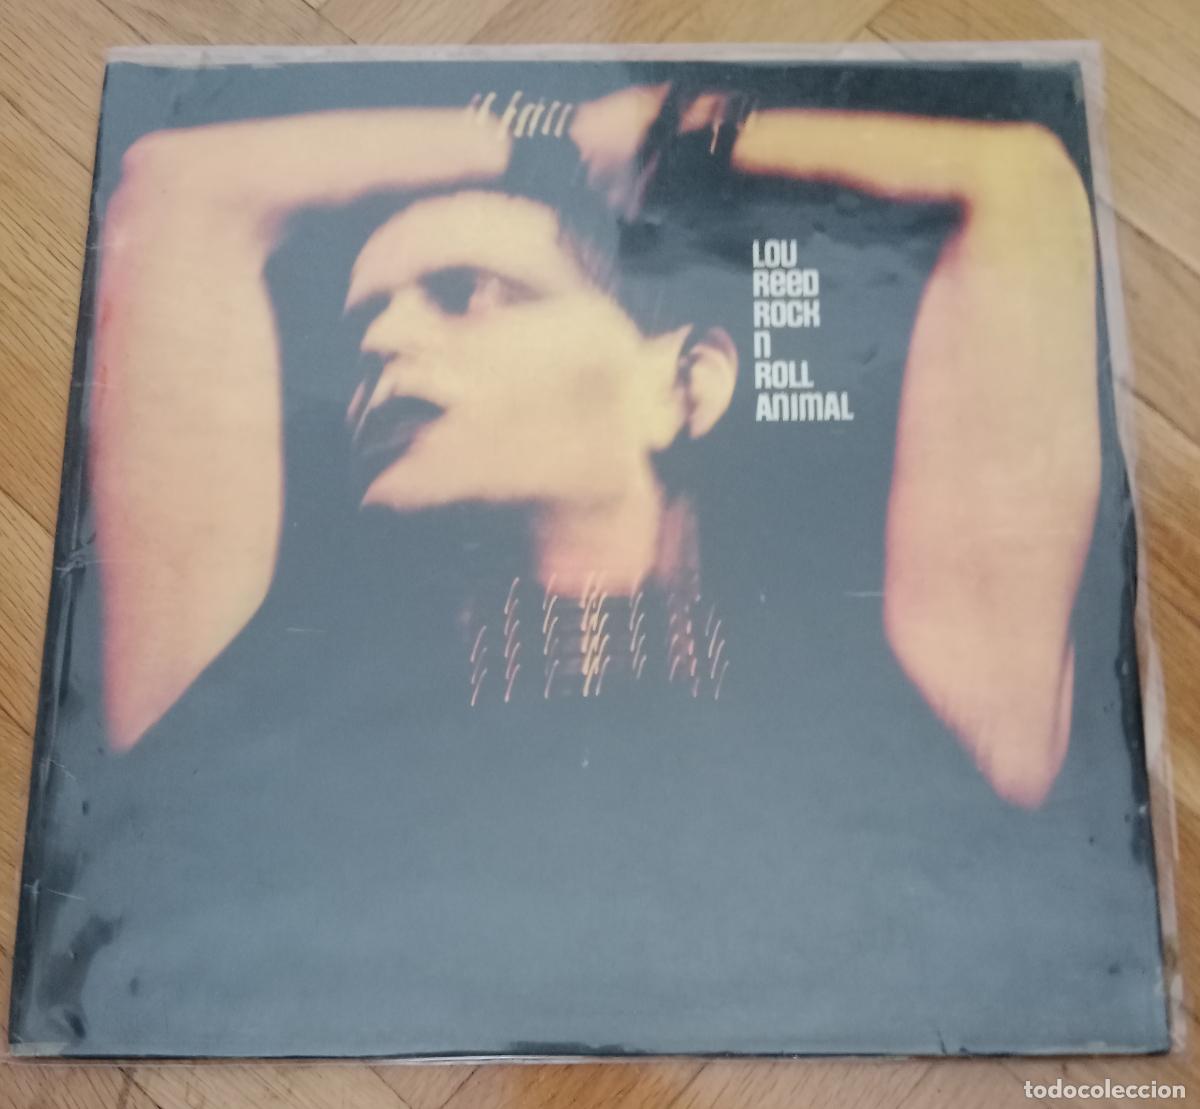 LOU
REED
ROCK
N
ROLL
ANIMAL
todocoleccion